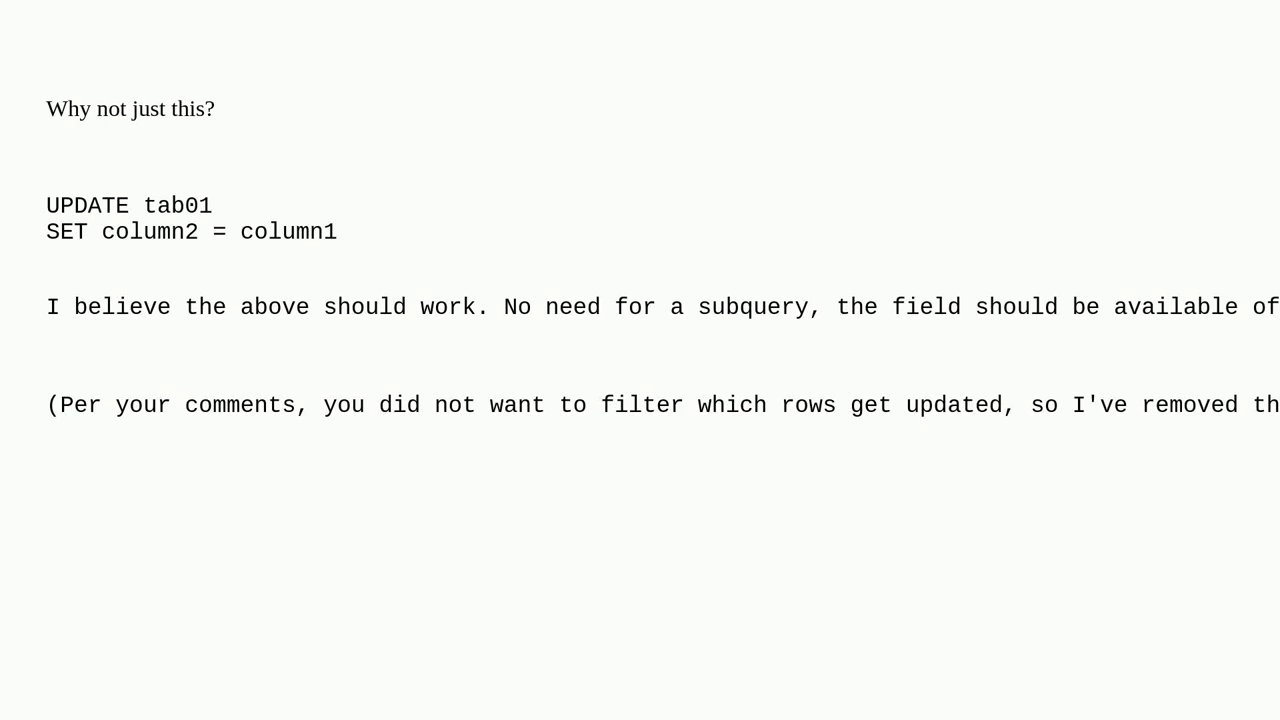 Why not just this?
UPDATE tab01
SET column2 = column1
I believe the above should work. No need for a subquery, the field should be available of
(Per your comments, you did not want to filter which rows get updated, so I've removed th